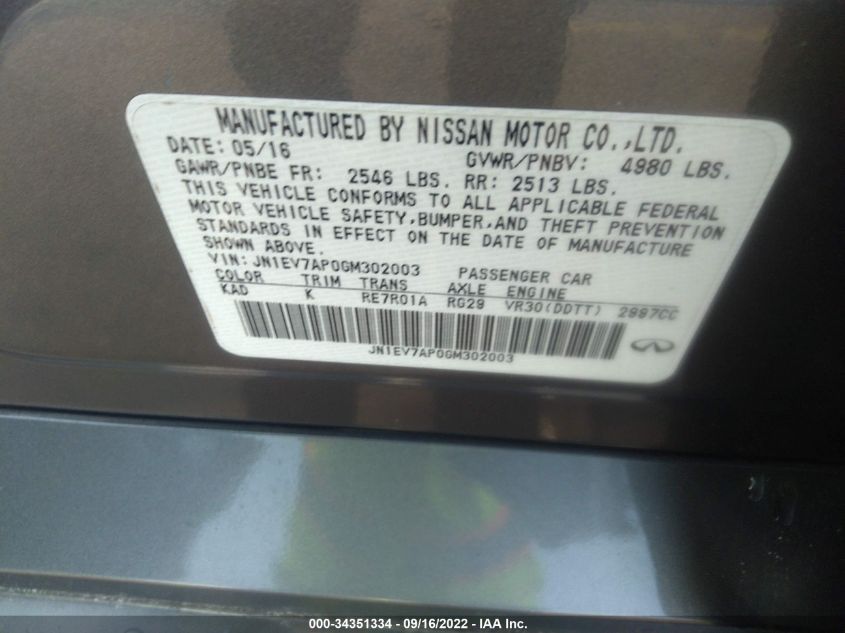 MANUFACTURED BY NISSAN MOTOR CO.,LTD.
DATE: 05/16 GVWR/PNBV: 4980 LBS.
GAWR/PNBE FR: 2546 LBS. RR: 2513 LBS.
THIS VEHICLE CONFORMS TO ALL APPLICABLE FEDERAL
MOTOR VEHICLE SAFETY,BUMPER,AND THEFT PREVENTION
STANDARDS IN EFFECT ON THE DATE OF MANUFACTURE
SHOWN ABOVE.
VIN: JN1EV7AP0GM302003 PASSENGER CAR
COLOR TRIM TRANS AXLE ENGINE
KAD K RE7R01A RG29 VR30(DDTT) 2997CC
JN1EV7AP0GM302003
000-34351334 - 09/16/2022 - IAA Inc.